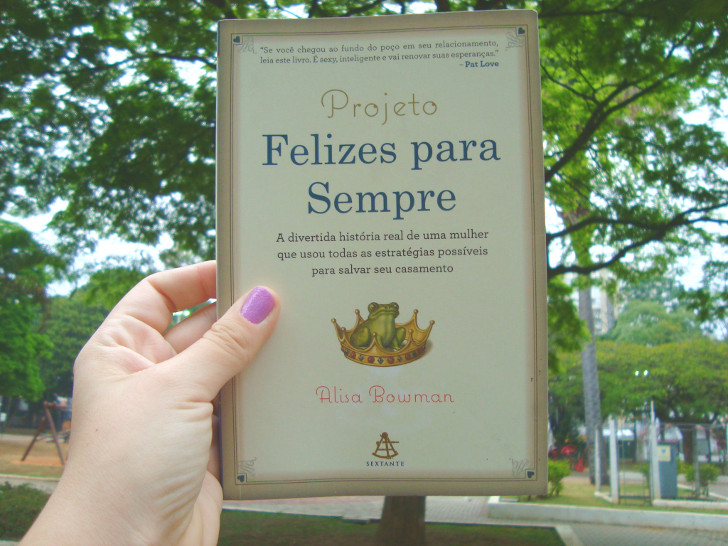 “Se você chegou ao fundo do poço em seu relacionamento,
leia este livro. É sexy, inteligente e vai renovar suas esperanças.”
– Pat Love
Projeto
Felizes para
Sempre
A divertida história real de uma mulher
que usou todas as estratégias possíveis
para salvar seu casamento
Alisa Bowman
SEXTANTE